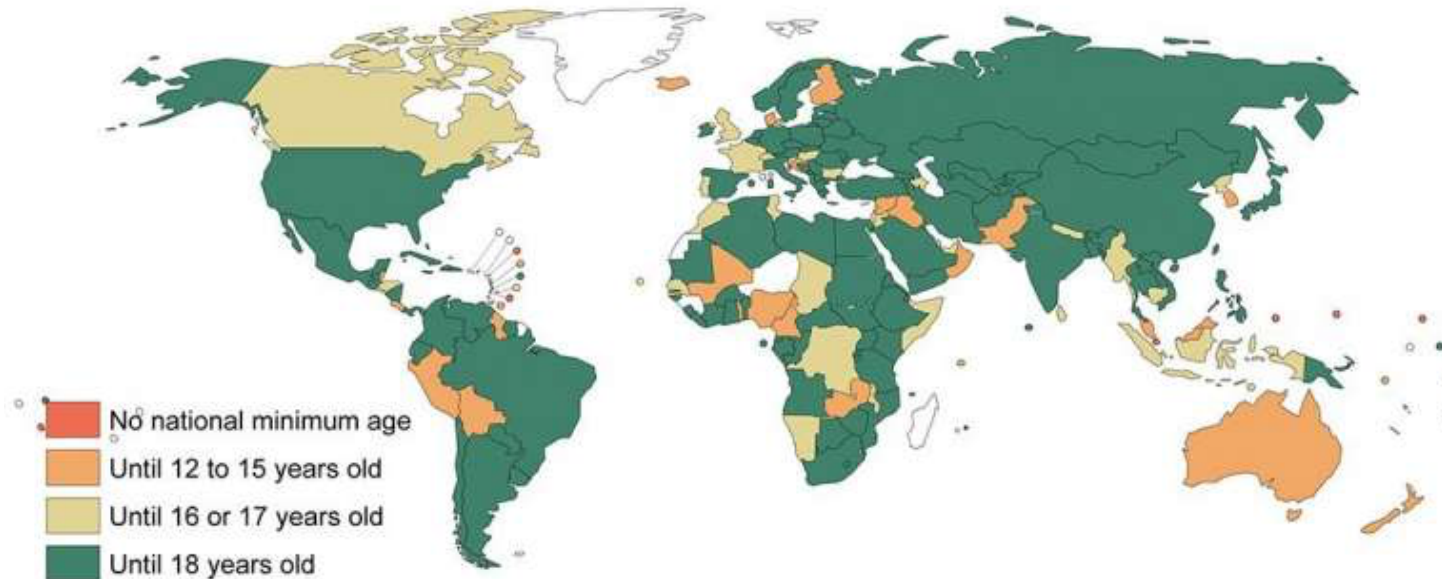 No national minimum age
Until 12 to 15 years old
Until 16 or 17 years old
Until 18 years old